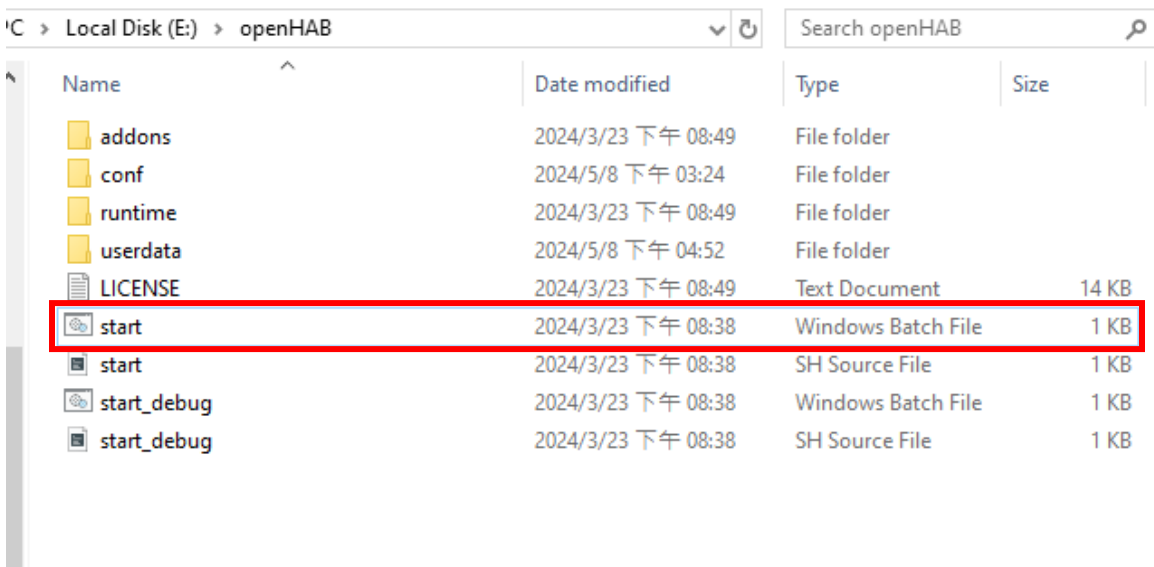 PC > Local Disk (E:) > openHAB Search openHAB
Name Date modified Type Size
addons 2024/3/23 下午 08:49 File folder
conf 2024/5/8 下午 03:24 File folder
runtime 2024/3/23 下午 08:49 File folder
userdata 2024/5/8 下午 04:52 File folder
LICENSE 2024/3/23 下午 08:49 Text Document 14 KB
start 2024/3/23 下午 08:38 Windows Batch File 1 KB
start 2024/3/23 下午 08:38 SH Source File 1 KB
start_debug 2024/3/23 下午 08:38 Windows Batch File 1 KB
start_debug 2024/3/23 下午 08:38 SH Source File 1 KB